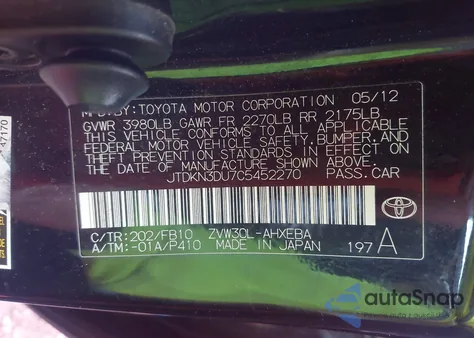 MFD. BY: TOYOTA MOTOR CORPORATION 05/12
GVWR 3980LB GAWR FR 2270LB RR 2175LB
THIS VEHICLE CONFORMS TO ALL APPLICABLE
FEDERAL MOTOR VEHICLE SAFETY, BUMPER, AND
THEFT PREVENTION STANDARDS IN EFFECT ON
THE DATE OF MANUFACTURE SHOWN ABOVE.
JTDKN3DU7C5452270 PASS.CAR
C/TR:202/FB10 ZVW30L-AHXEBA
A/TM:-01A/P410 MADE IN JAPAN 197 A
47170
autoSnap